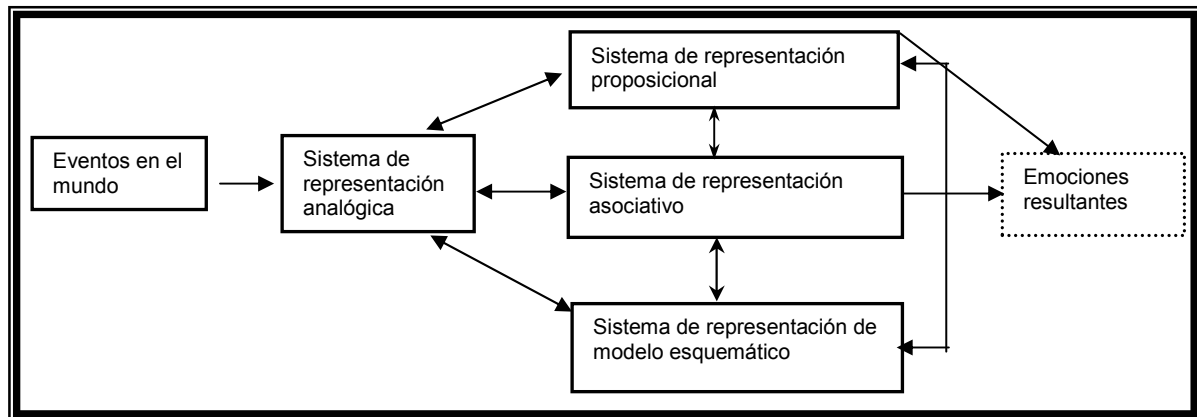 Eventos en el
mundo
Sistema de
representación
analógica
Sistema de representación
proposicional
Sistema de representación
asociativo
Sistema de representación de
modelo esquemático
Emociones
resultantes